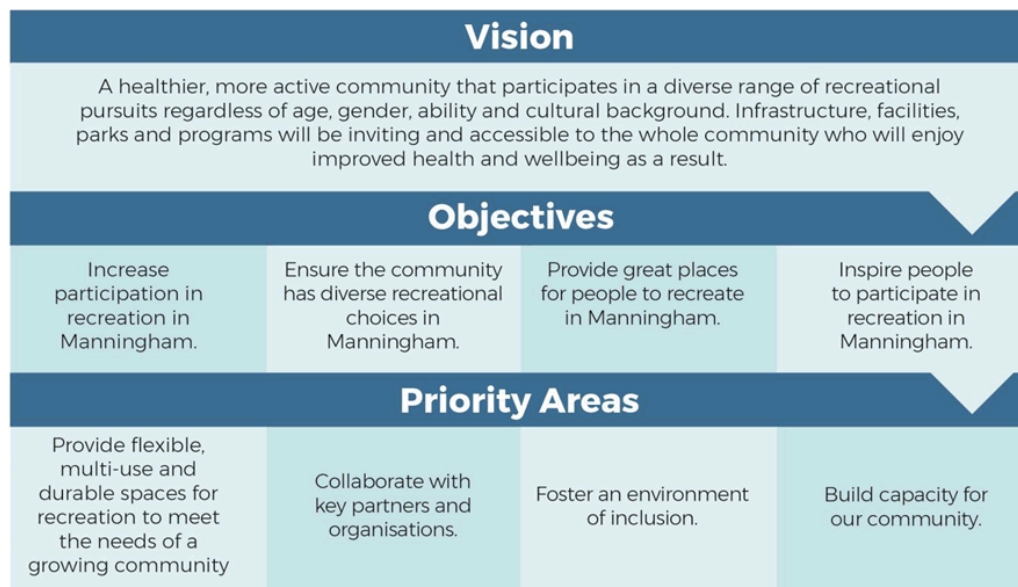 Vision
A healthier, more active community that participates in a diverse range of recreational
pursuits regardless of age, gender, ability and cultural background. Infrastructure, facilities,
parks and programs will be inviting and accessible to the whole community who will enjoy
improved health and wellbeing as a result.
Objectives
Increase
participation in
recreation in
Manningham.
Ensure the community
has diverse recreational
choices in
Manningham.
Provide great places
for people to recreate
in Manningham.
Inspire people
to participate in
recreation in
Manningham.
Priority Areas
Provide flexible,
multi-use and
durable spaces for
recreation to meet
the needs of a
growing community
Collaborate with
key partners and
organisations.
Foster an environment
of inclusion.
Build capacity for
our community.